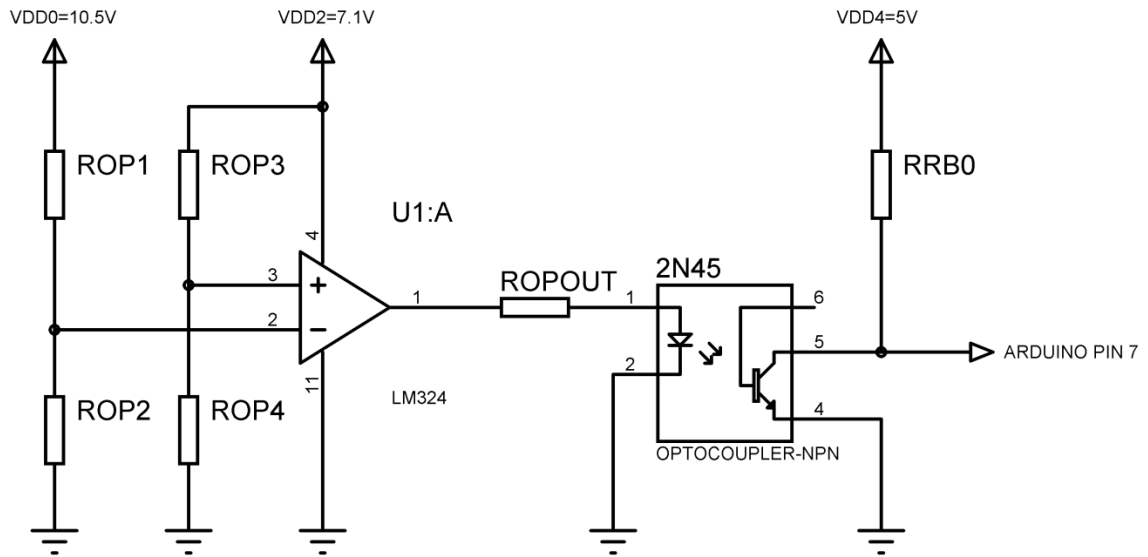 VDD0=10.5V
VDD2=7.1V
VDD4=5V
ROP1
ROP3
RRB0
U1:A
4
2N45
3
+
ROPOUT
6
1
1
2
−
5
ARDUINO PIN 7
2
11
LM324
4
ROP2
ROP4
OPTOCOUPLER-NPN